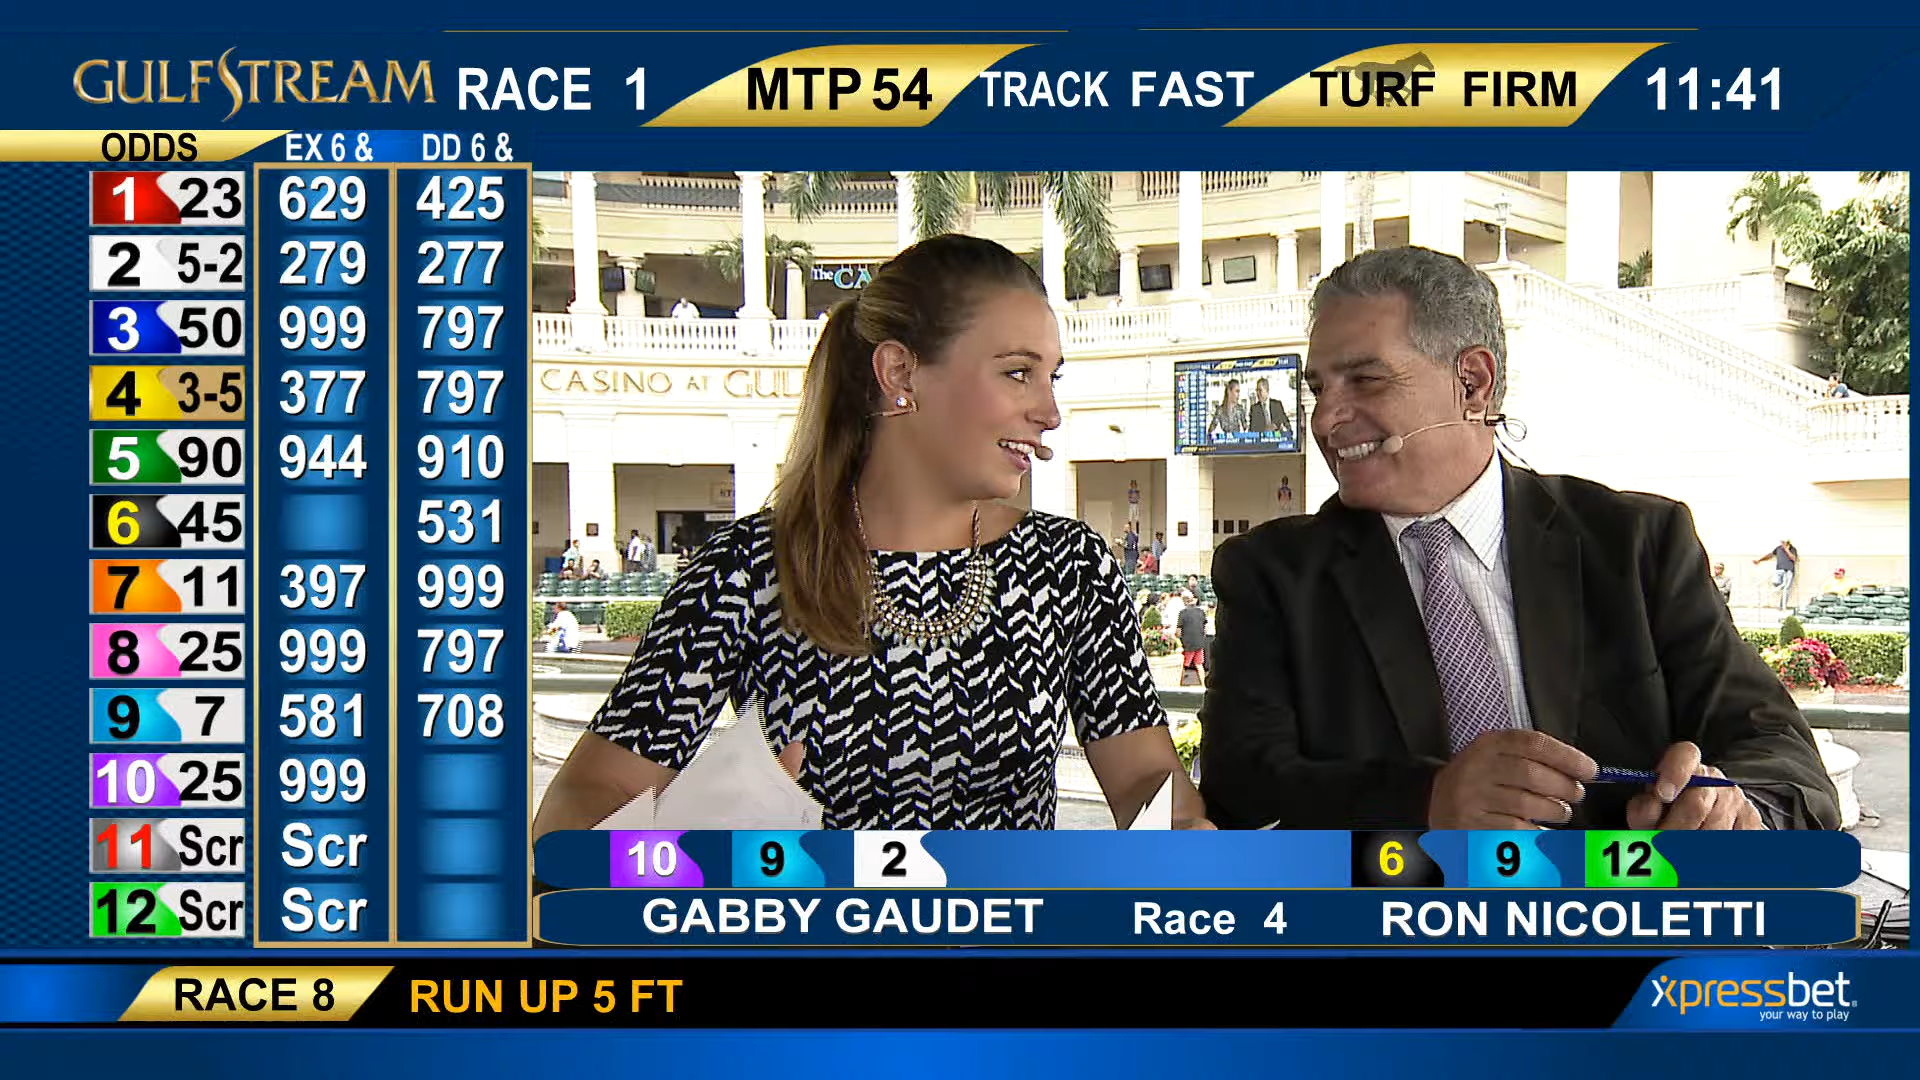 GULFSTREAM RACE 1 MTP 54 TRACK FAST TURF FIRM 11:41
ODDS EX 6 & DD 6 &
1 23 629 425
2 5-2 279 277
3 50 999 797
4 3-5 377 797
5 90 944 910
6 45 531
7 11 397 999
8 25 999 797
9 7 581 708
10 25 999
11 Scr Scr
12 Scr Scr
The CA
CASINO AT GUL
10 9 2 6 9 12
GABBY GAUDET Race 4 RON NICOLETTI
RACE 8 RUN UP 5 FT xpressbet
your way to play